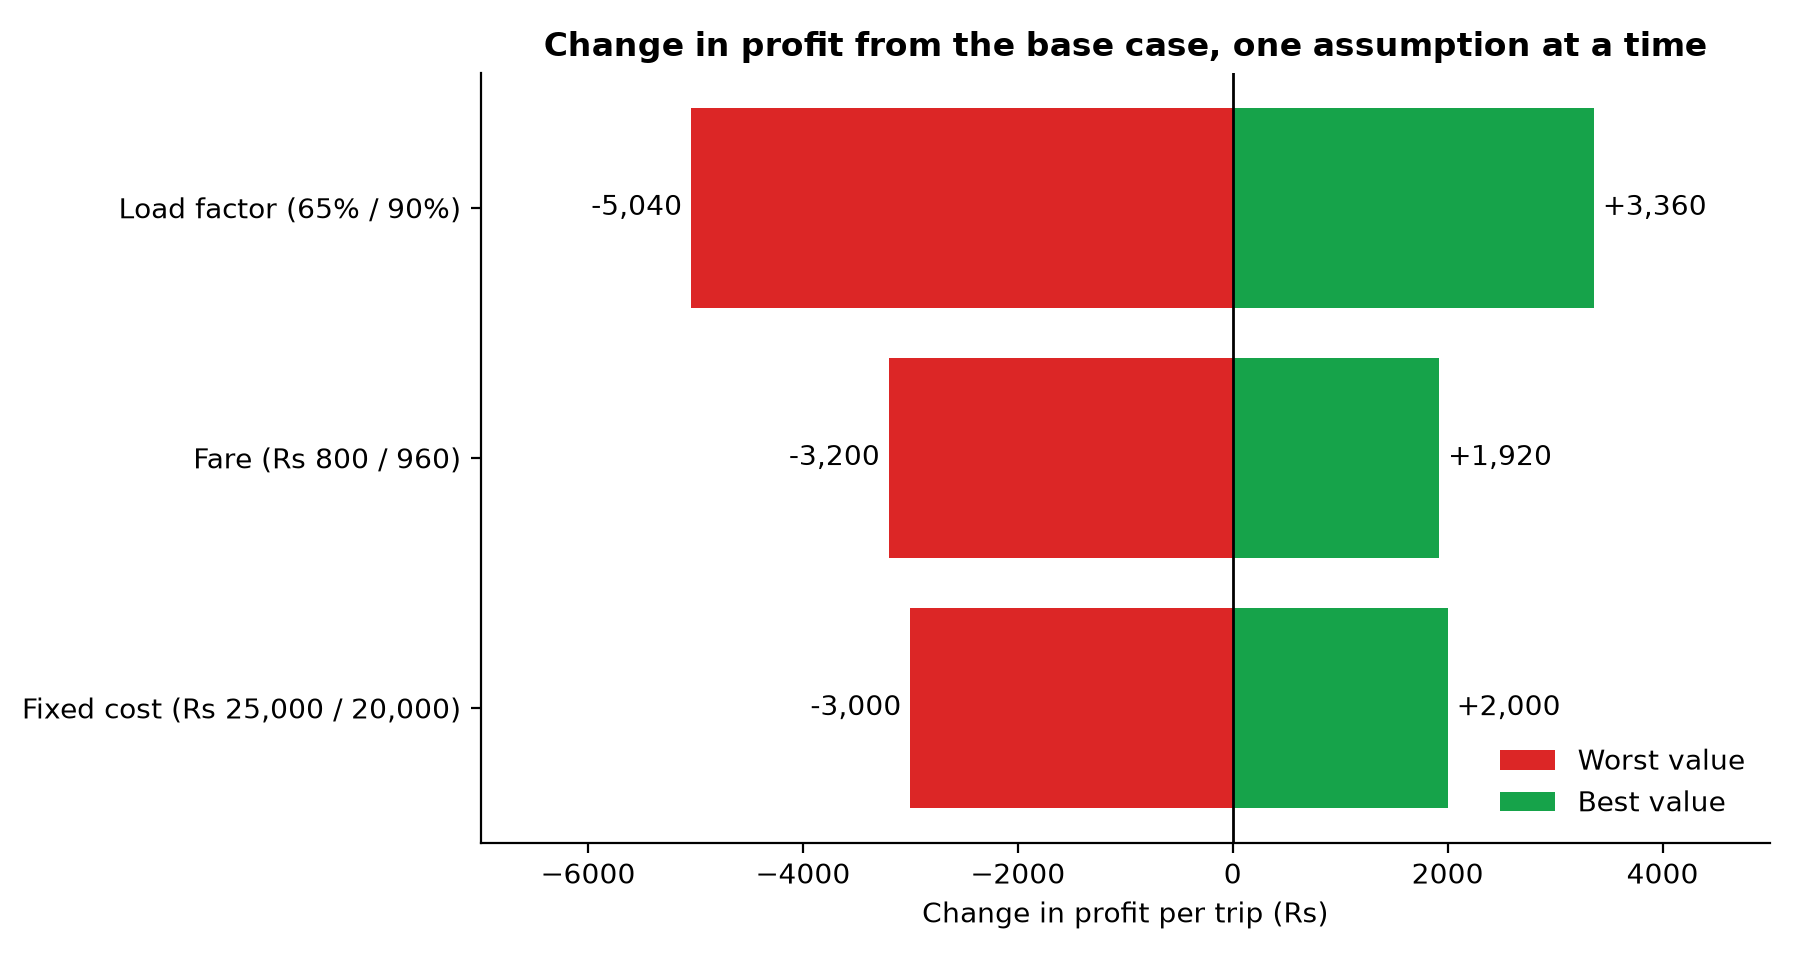 Change in profit from the base case, one assumption at a time
Load factor (65% / 90%)
-5,040
+3,360
Fare (Rs 800 / 960)
-3,200
+1,920
Fixed cost (Rs 25,000 / 20,000)
-3,000
+2,000
Worst value
Best value
−6000 −4000 −2000 0 2000 4000
Change in profit per trip (Rs)